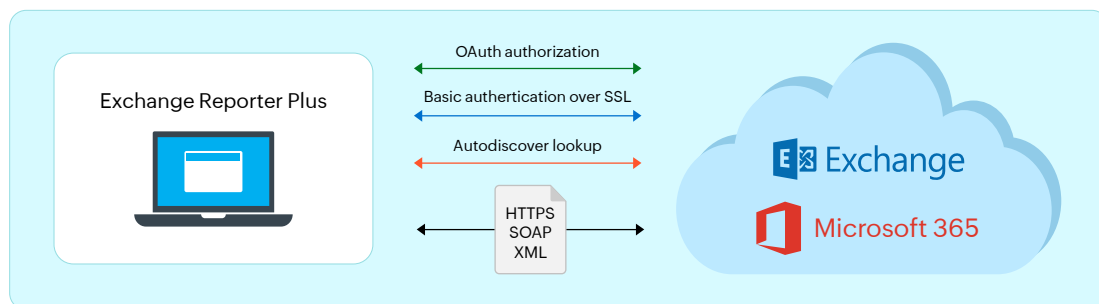 OAuth authorization
Exchange Reporter Plus
Basic authertication over SSL
Autodiscover lookup
E Exchange
HTTPS
SOAP
XML
Microsoft 365